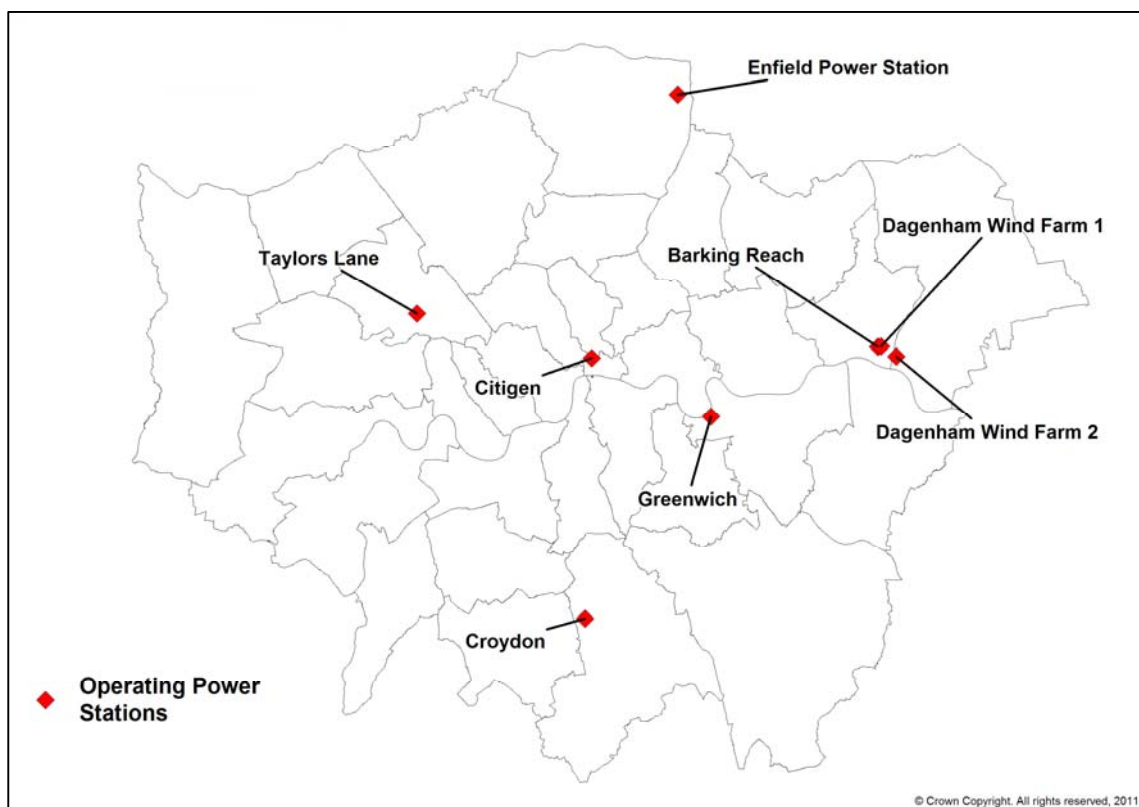 Enfield Power Station
Dagenham Wind Farm 1
Barking Reach
Taylors Lane
Citigen
Dagenham Wind Farm 2
Greenwich
Croydon
Operating Power
Stations
© Crown Copyright. All rights reserved, 2011